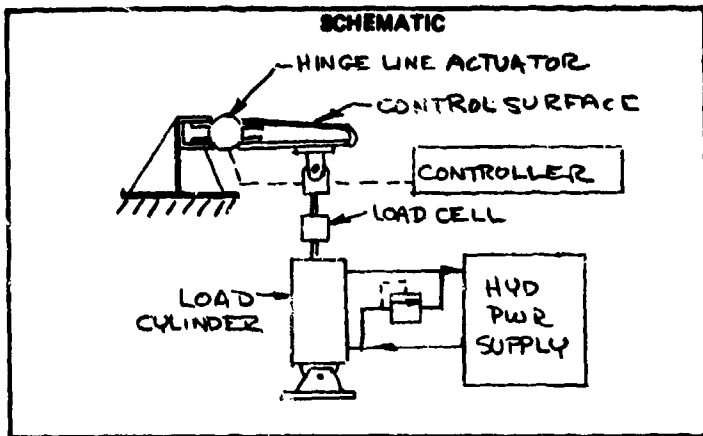 SCHEMATIC
HINGE LINE ACTUATOR
CONTROL SURFACE
CONTROLLER
LOAD CELL
LOAD
CYLINDER
HYD
PWR
SUPPLY